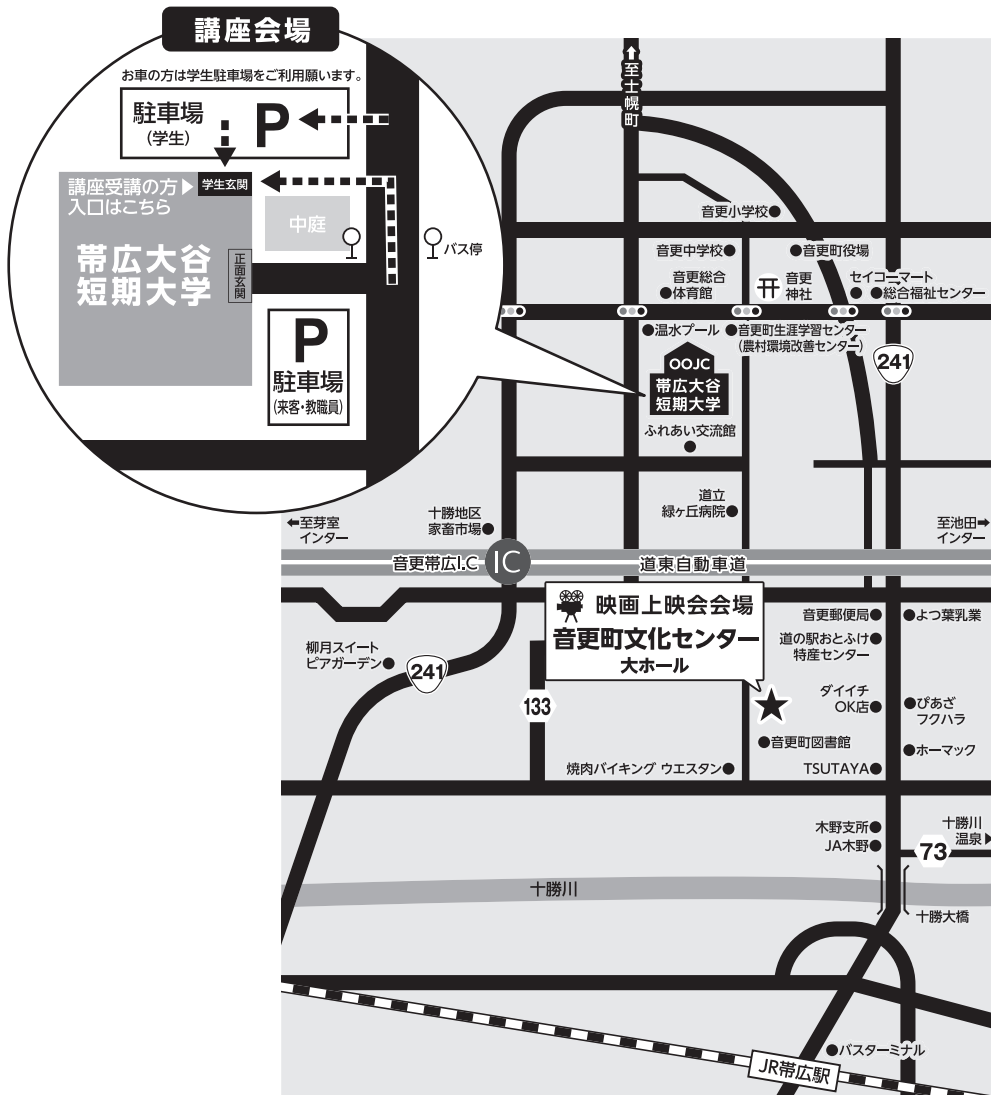 講座会場
お車の方は学生駐車場をご利用願います。
駐車場
(学生)
P
講座受講の方▶
入口はこちら
学生玄関
中庭
帯広大谷
短期大学
正面玄関
バス停
P
駐車場
(来客・教職員)
↑至士幌町
音更小学校
音更中学校
音更町役場
音更総合
体育館
音更
神社
セイコーマート
総合福祉センター
温水プール
音更町生涯学習センター
(農村環境改善センター)
241
OOJC
帯広大谷
短期大学
ふれあい交流館
道立
緑ヶ丘病院
十勝地区
家畜市場
←至芽室
インター
至池田→
インター
音更帯広I.C
IC
道東自動車道
映画上映会会場
音更町文化センター
大ホール
音更郵便局
よつ葉乳業
道の駅おとふけ
特産センター
柳月スイート
ピアガーデン
241
133
ダイイチ
OK店
ぴあざ
フクハラ
音更町図書館
ホーマック
焼肉バイキング ウエスタン
TSUTAYA
木野支所
JA木野
十勝川
温泉▶
73
十勝川
十勝大橋
バスターミナル
JR帯広駅